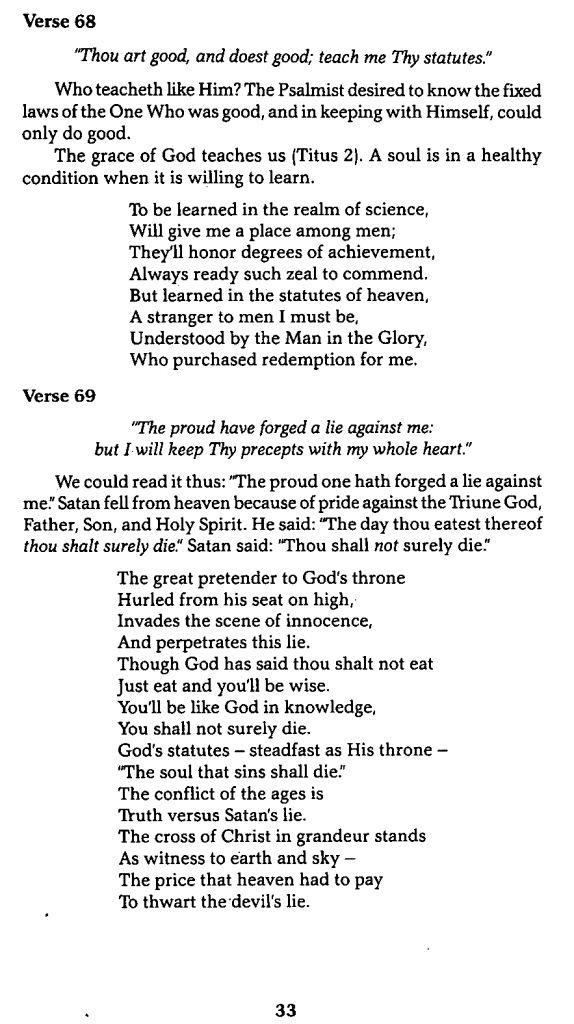 Verse 68
"Thou art good, and doest good; teach me Thy statutes."
Who teacheth like Him? The Psalmist desired to know the fixed
laws of the One Who was good, and in keeping with Himself, could
only do good.
The grace of God teaches us (Titus 2). A soul is in a healthy
condition when it is willing to learn.
To be learned in the realm of science,
Will give me a place among men;
They'll honor degrees of achievement,
Always ready such zeal to commend.
But learned in the statutes of heaven,
A stranger to men I must be,
Understood by the Man in the Glory,
Who purchased redemption for me.
Verse 69
"The proud have forged a lie against me:
but I will keep Thy precepts with my whole heart."
We could read it thus: "The proud one hath forged a lie against
me." Satan fell from heaven because of pride against the Triune God,
Father, Son, and Holy Spirit. He said: "The day thou eatest thereof
thou shalt surely die." Satan said: "Thou shall not surely die."
The great pretender to God's throne
Hurled from his seat on high,
Invades the scene of innocence,
And perpetrates this lie.
Though God has said thou shalt not eat
Just eat and you'll be wise.
You'll be like God in knowledge,
You shall not surely die.
God's statutes – steadfast as His throne –
"The soul that sins shall die."
The conflict of the ages is
Truth versus Satan's lie.
The cross of Christ in grandeur stands
As witness to earth and sky –
The price that heaven had to pay
To thwart the devil's lie.
33